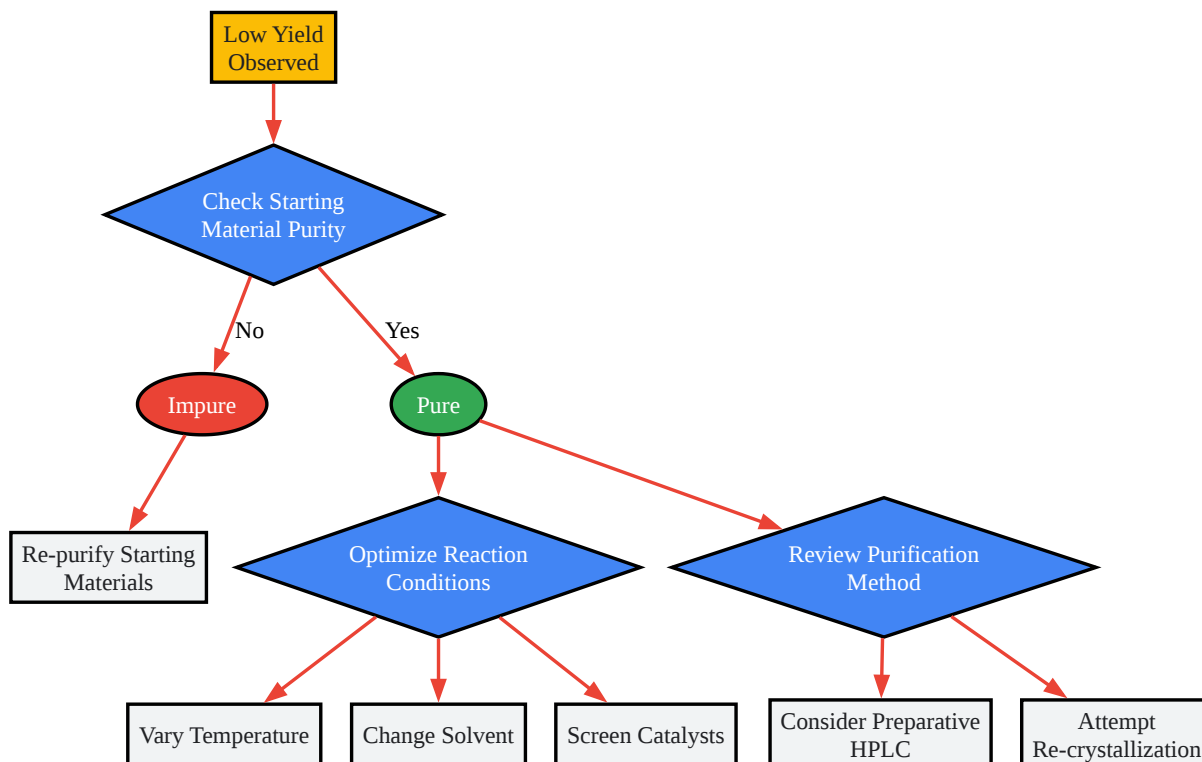 Low Yield
Observed
Check Starting
Material Purity
No
Yes
Impure
Pure
Re-purify Starting
Materials
Optimize Reaction
Conditions
Review Purification
Method
Vary Temperature
Change Solvent
Screen Catalysts
Consider Preparative
HPLC
Attempt
Re-crystallization